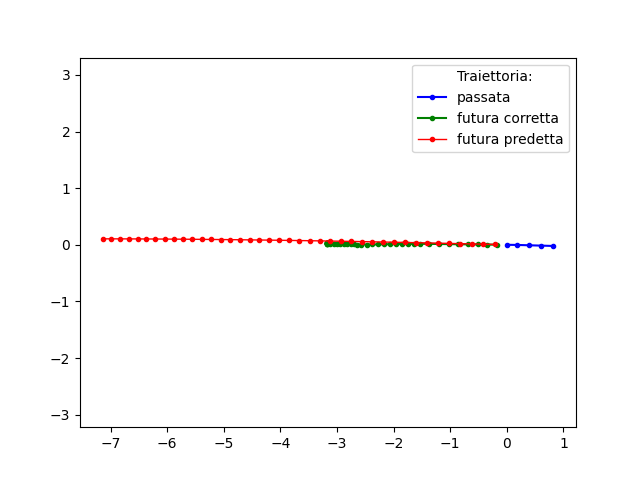 Traiettoria:
passata
futura corretta
futura predetta
3
2
1
0
−1
−2
−3
−7 −6 −5 −4 −3 −2 −1 0 1